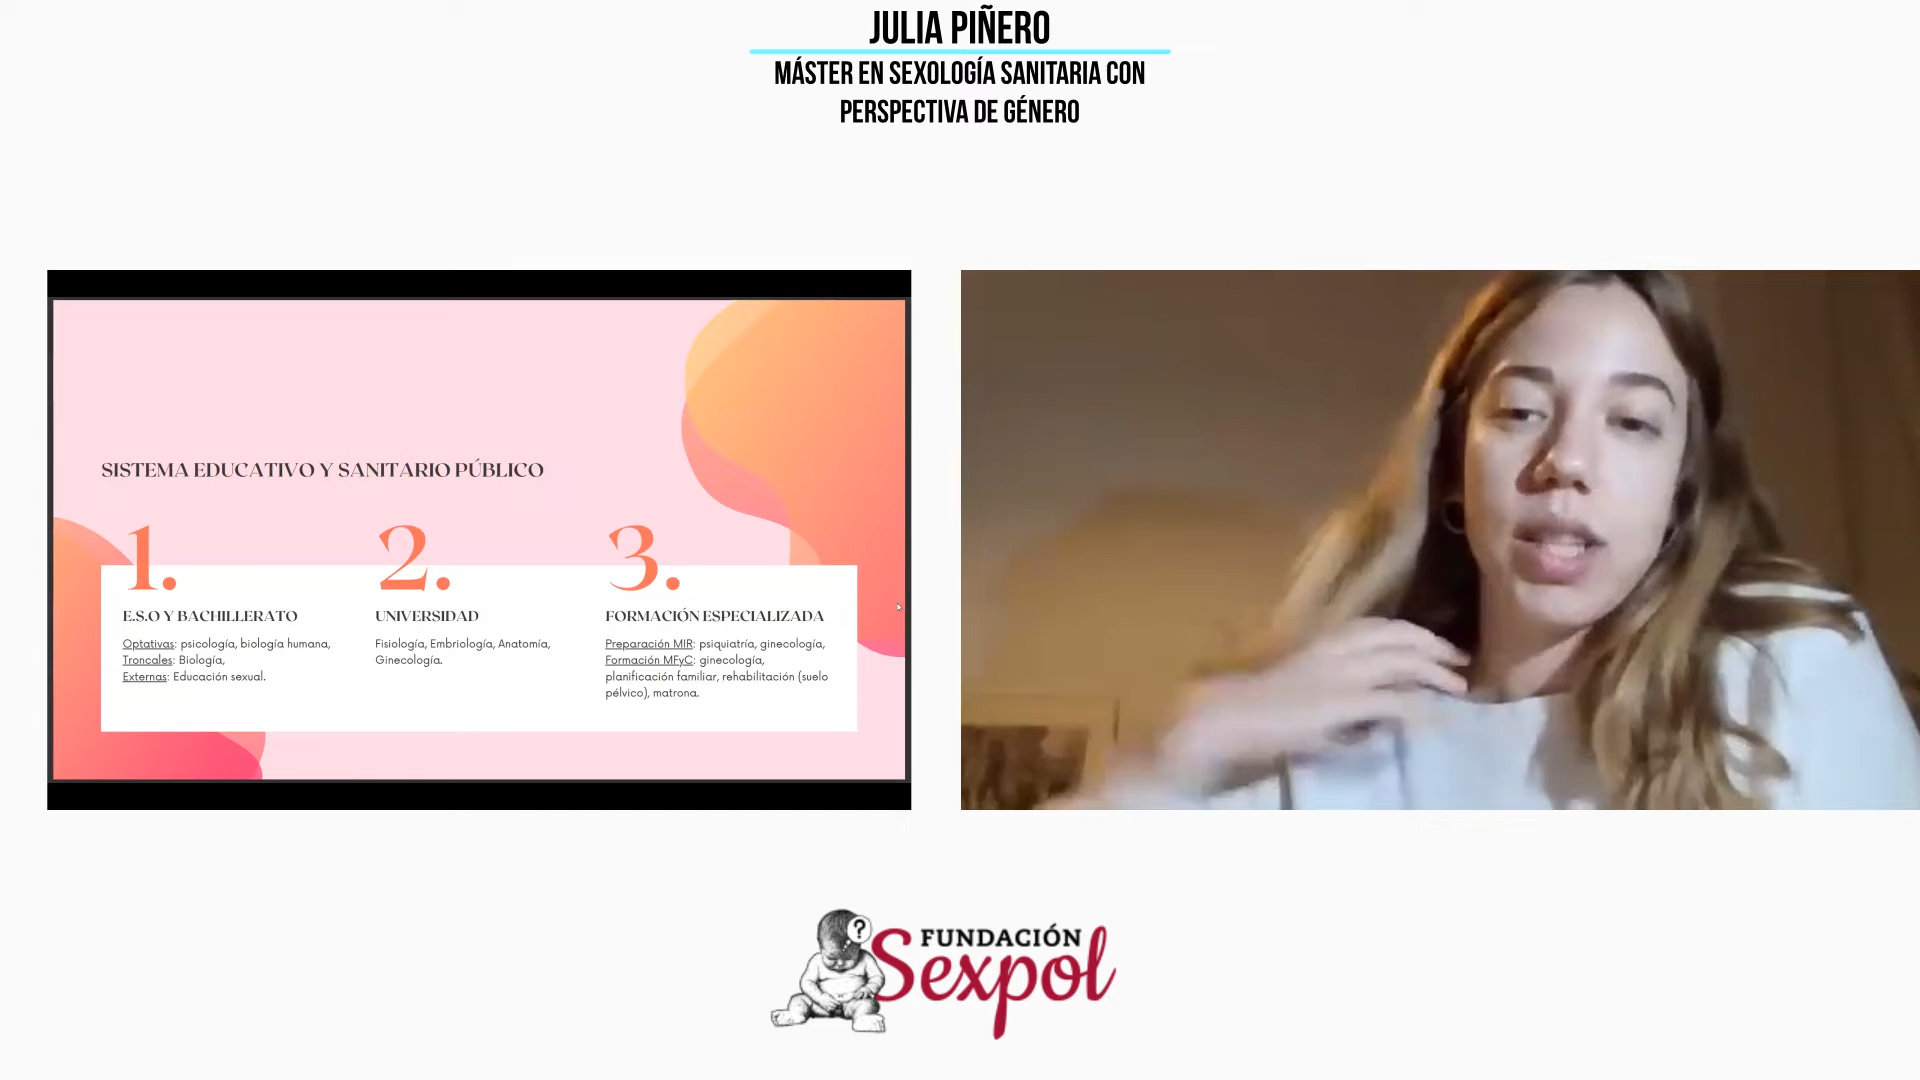 JULIA PIÑERO
MÁSTER EN SEXOLOGÍA SANITARIA CON
PERSPECTIVA DE GÉNERO
SISTEMA EDUCATIVO Y SANITARIO PÚBLICO
1.
E.S.O Y BACHILLERATO
Optativas: psicología, biología humana,
Troncales: Biología,
Externas: Educación sexual.
2.
UNIVERSIDAD
Fisiología, Embriología, Anatomía,
Ginecología.
3.
FORMACIÓN ESPECIALIZADA
Preparación MIR: psiquiatría, ginecología,
Formación MFyC: ginecología,
planificación familiar, rehabilitación (suelo
pélvico), matrona.
?
FUNDACIÓN
Sexpol